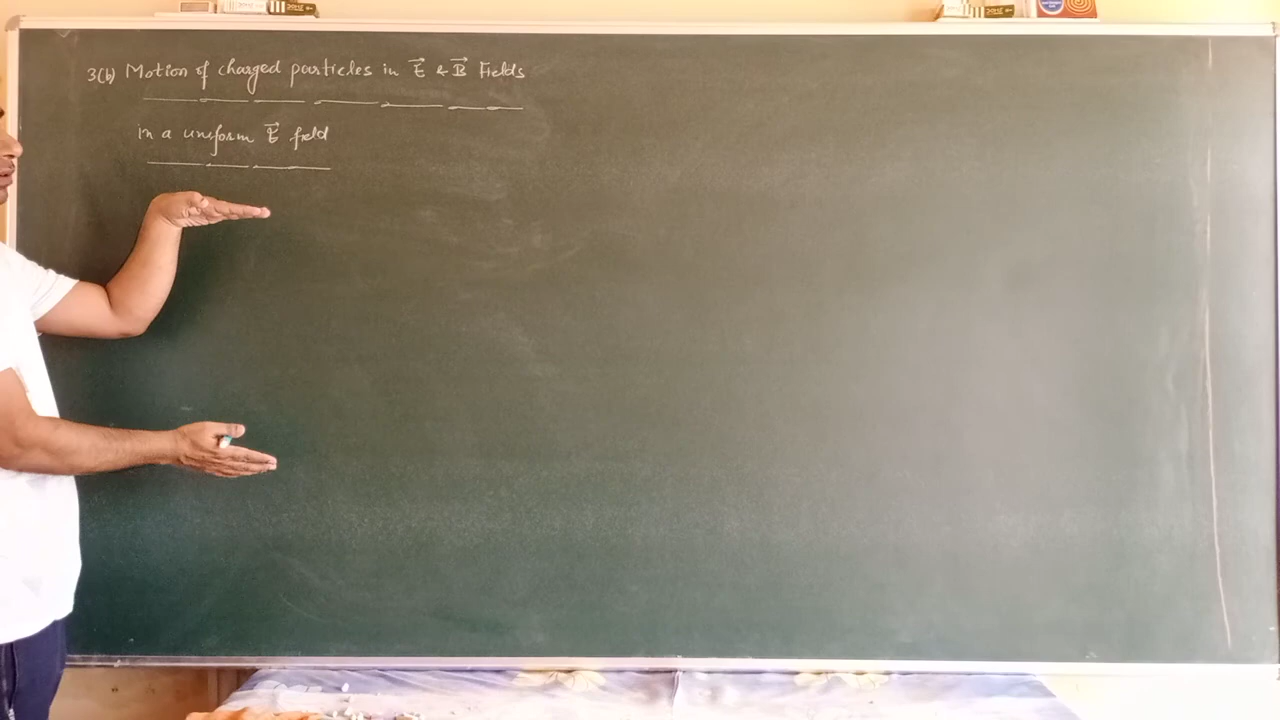 3(b) Motion of charged particles in E⃗ & B⃗ Fields
in a uniform E⃗ field